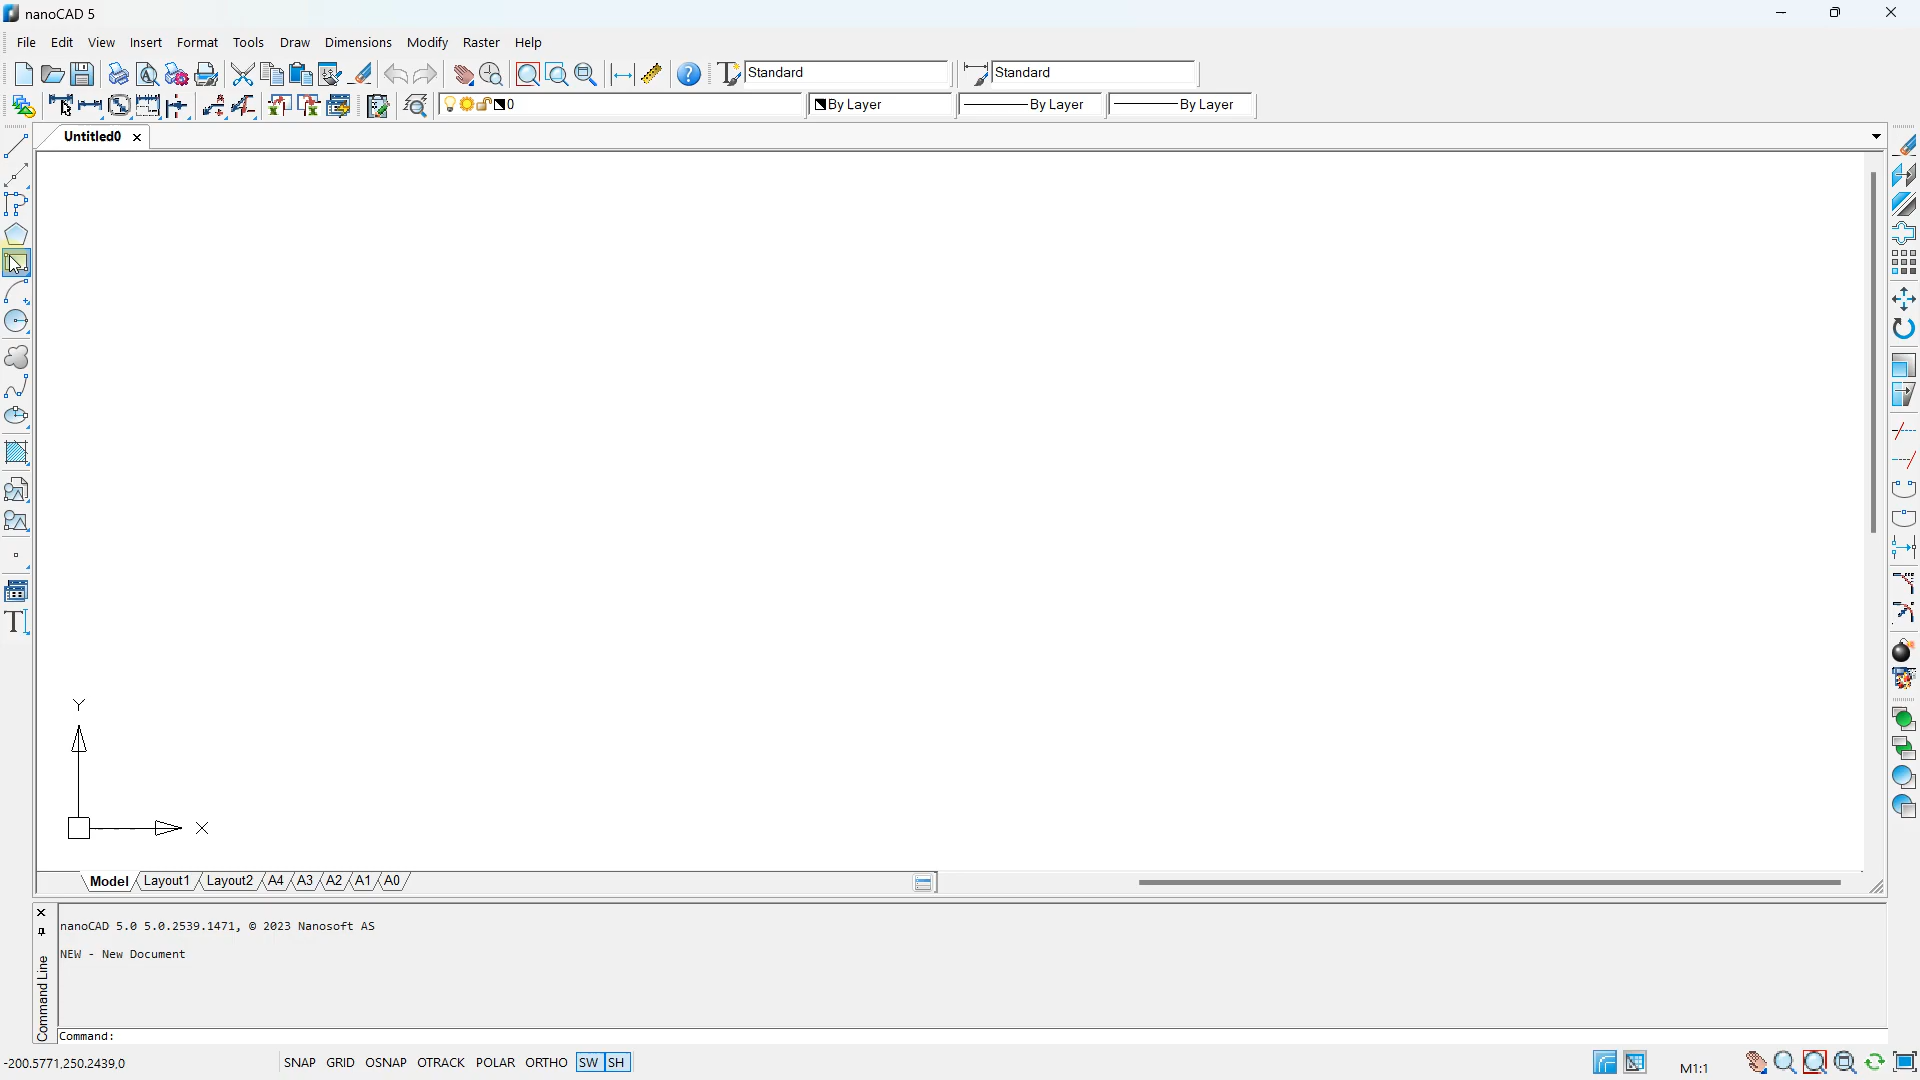 nanoCAD 5
File Edit View Insert Format Tools Draw Dimensions Modify Raster Help
Standard Standard
0 By Layer By Layer By Layer
Untitled0
Y
X
Model Layout1 Layout2 A4 A3 A2 A1 A0
nanoCAD 5.0 5.0.2539.1471, © 2023 Nanosoft AS
NEW - New Document
Command Line
Command:
-200.5771,250.2439,0 SNAP GRID OSNAP OTRACK POLAR ORTHO SW SH M1:1